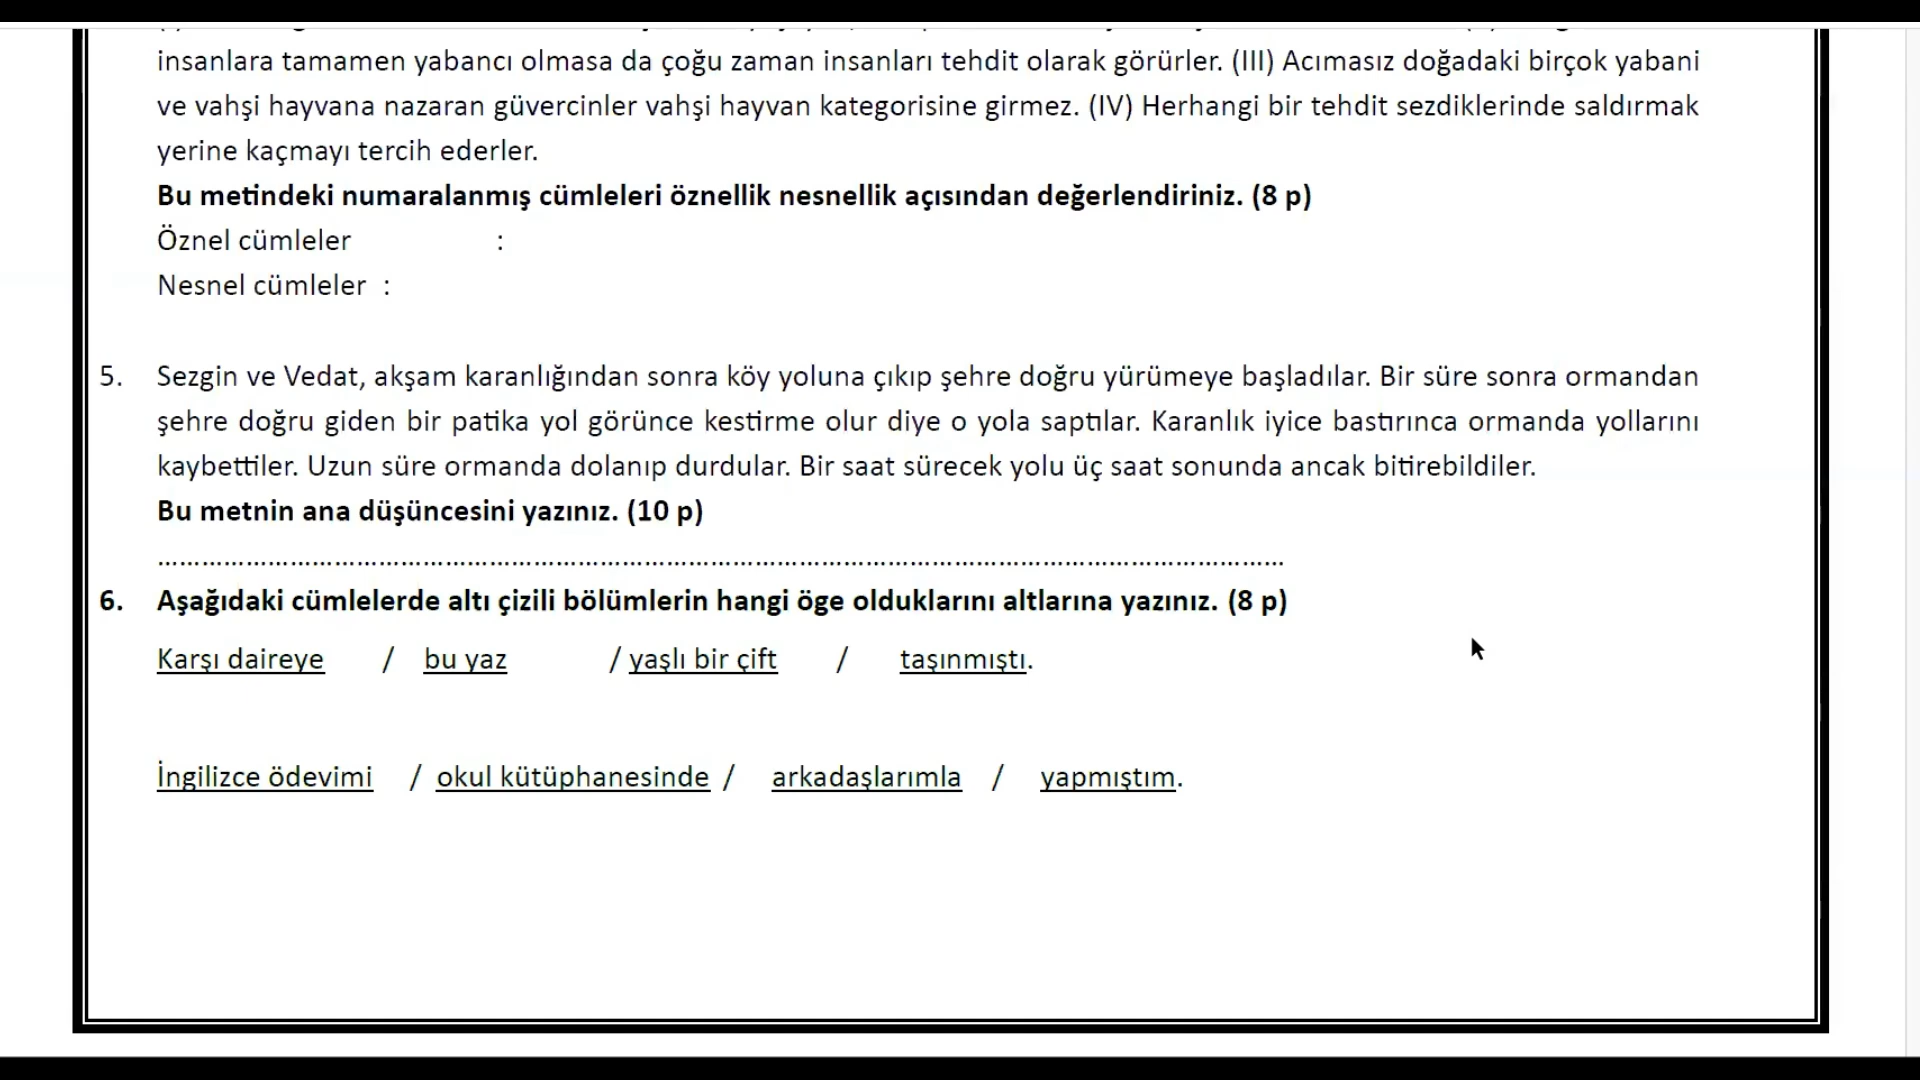 insanlara tamamen yabancı olmasa da çoğu zaman insanları tehdit olarak görürler. (III) Acımasız doğadaki birçok yabani
ve vahşi hayvana nazaran güvercinler vahşi hayvan kategorisine girmez. (IV) Herhangi bir tehdit sezdiklerinde saldırmak
yerine kaçmayı tercih ederler.
Bu metindeki numaralanmış cümleleri öznellik nesnellik açısından değerlendiriniz. (8 p)
Öznel cümleler :
Nesnel cümleler :
5. Sezgin ve Vedat, akşam karanlığından sonra köy yoluna çıkıp şehre doğru yürümeye başladılar. Bir süre sonra ormandan
şehre doğru giden bir patika yol görünce kestirme olur diye o yola saptılar. Karanlık iyice bastırınca ormanda yollarını
kaybettiler. Uzun süre ormanda dolanıp durdular. Bir saat sürecek yolu üç saat sonunda ancak bitirebildiler.
Bu metnin ana düşüncesini yazınız. (10 p)
........................................................................................................................
6. Aşağıdaki cümlelerde altı çizili bölümlerin hangi öge olduklarını altlarına yazınız. (8 p)
Karşı daireye / bu yaz / yaşlı bir çift / taşınmıştı.
İngilizce ödevimi / okul kütüphanesinde / arkadaşlarımla / yapmıştım.